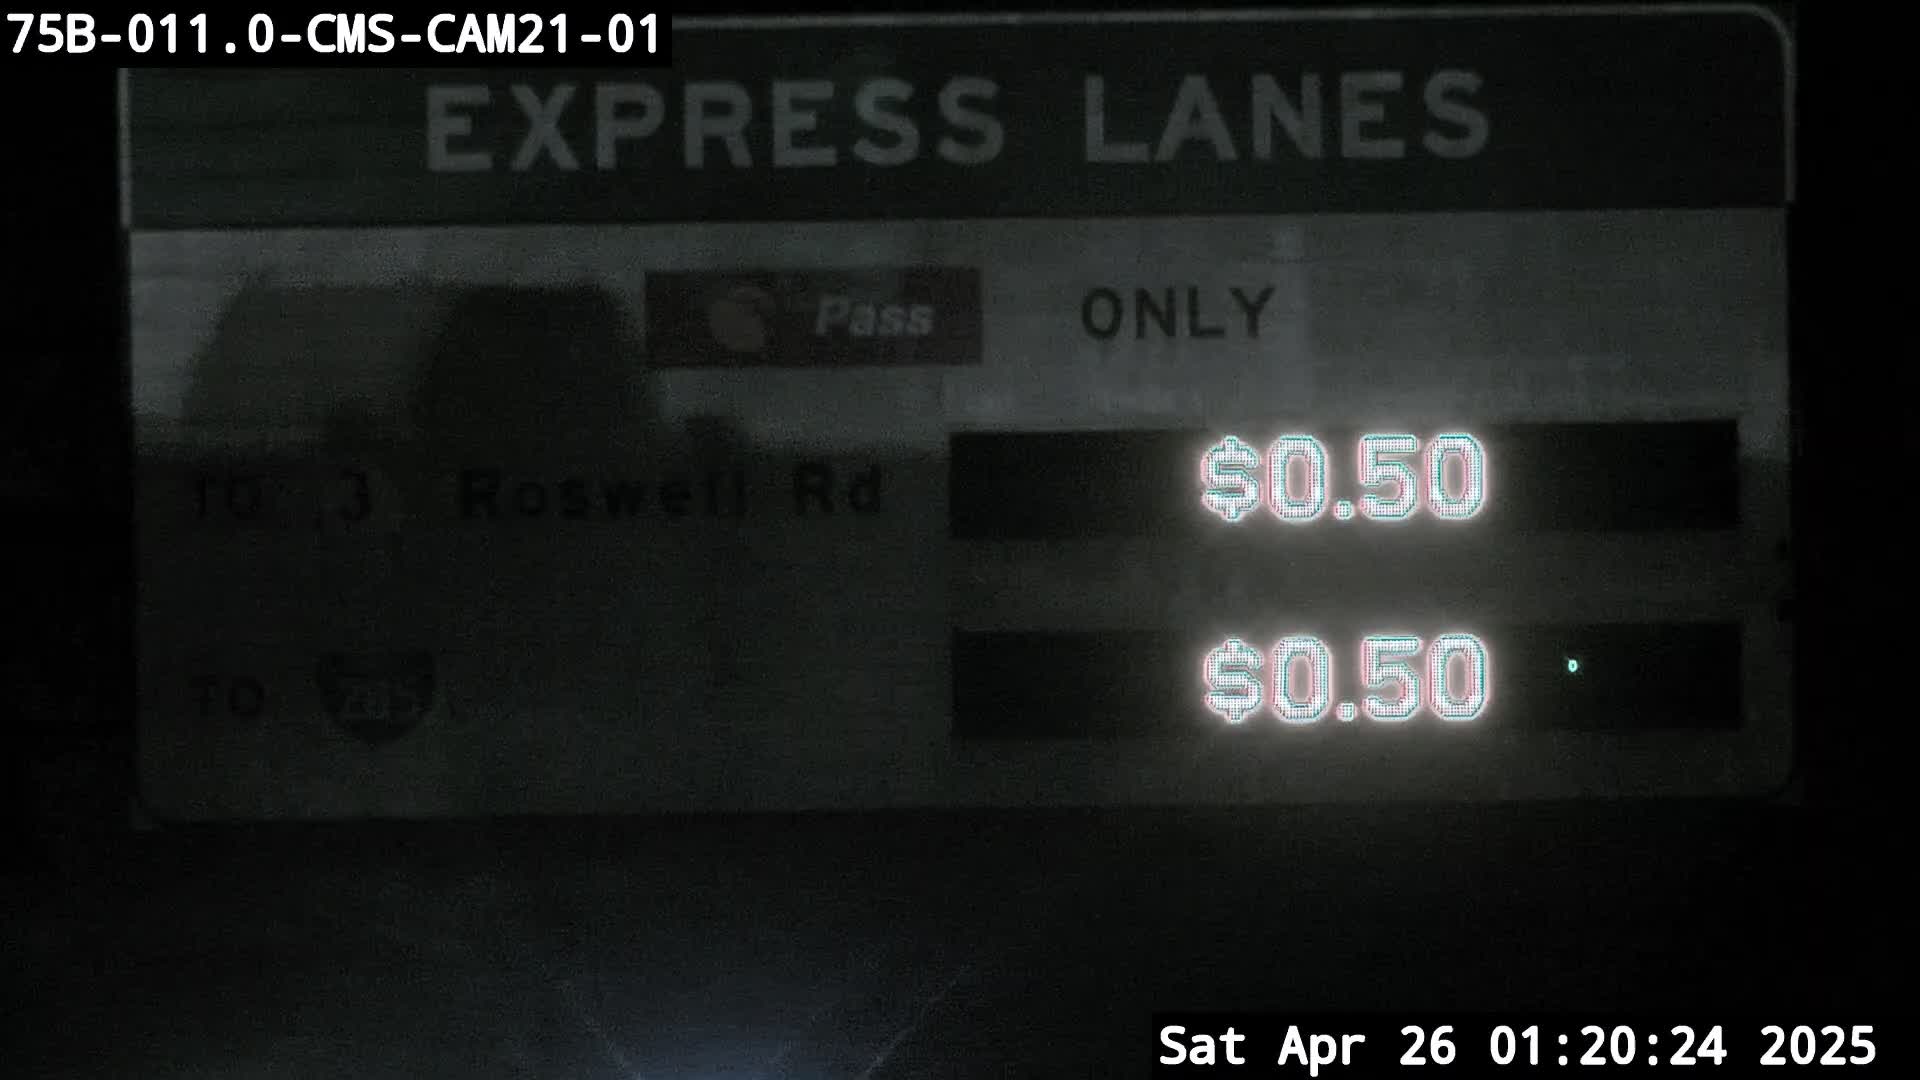 75B-011.0-CMS-CAM21-01
EXPRESS LANES
Pass ONLY
TO Roswell Rd $0.50
TO $0.50
Sat Apr 26 01:20:24 2025